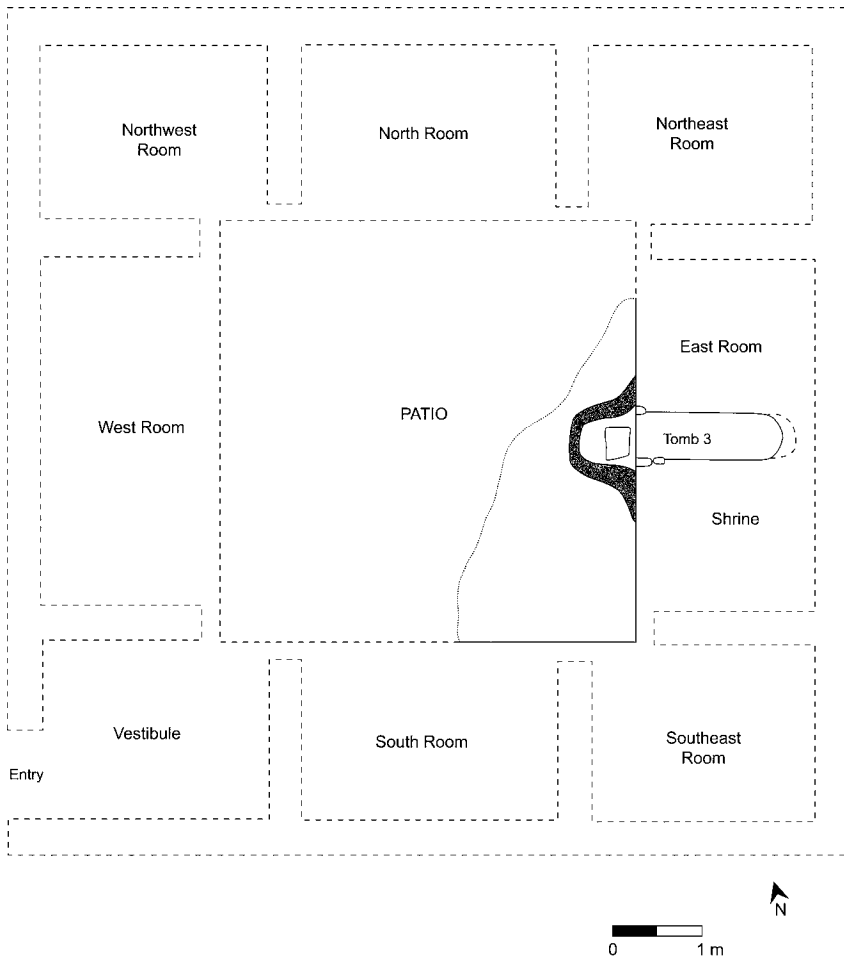 Northwest
Room
North Room
Northeast
Room
East Room
PATIO
West Room
Tomb 3
Shrine
Vestibule
South Room
Southeast
Room
Entry
N
0
1 m